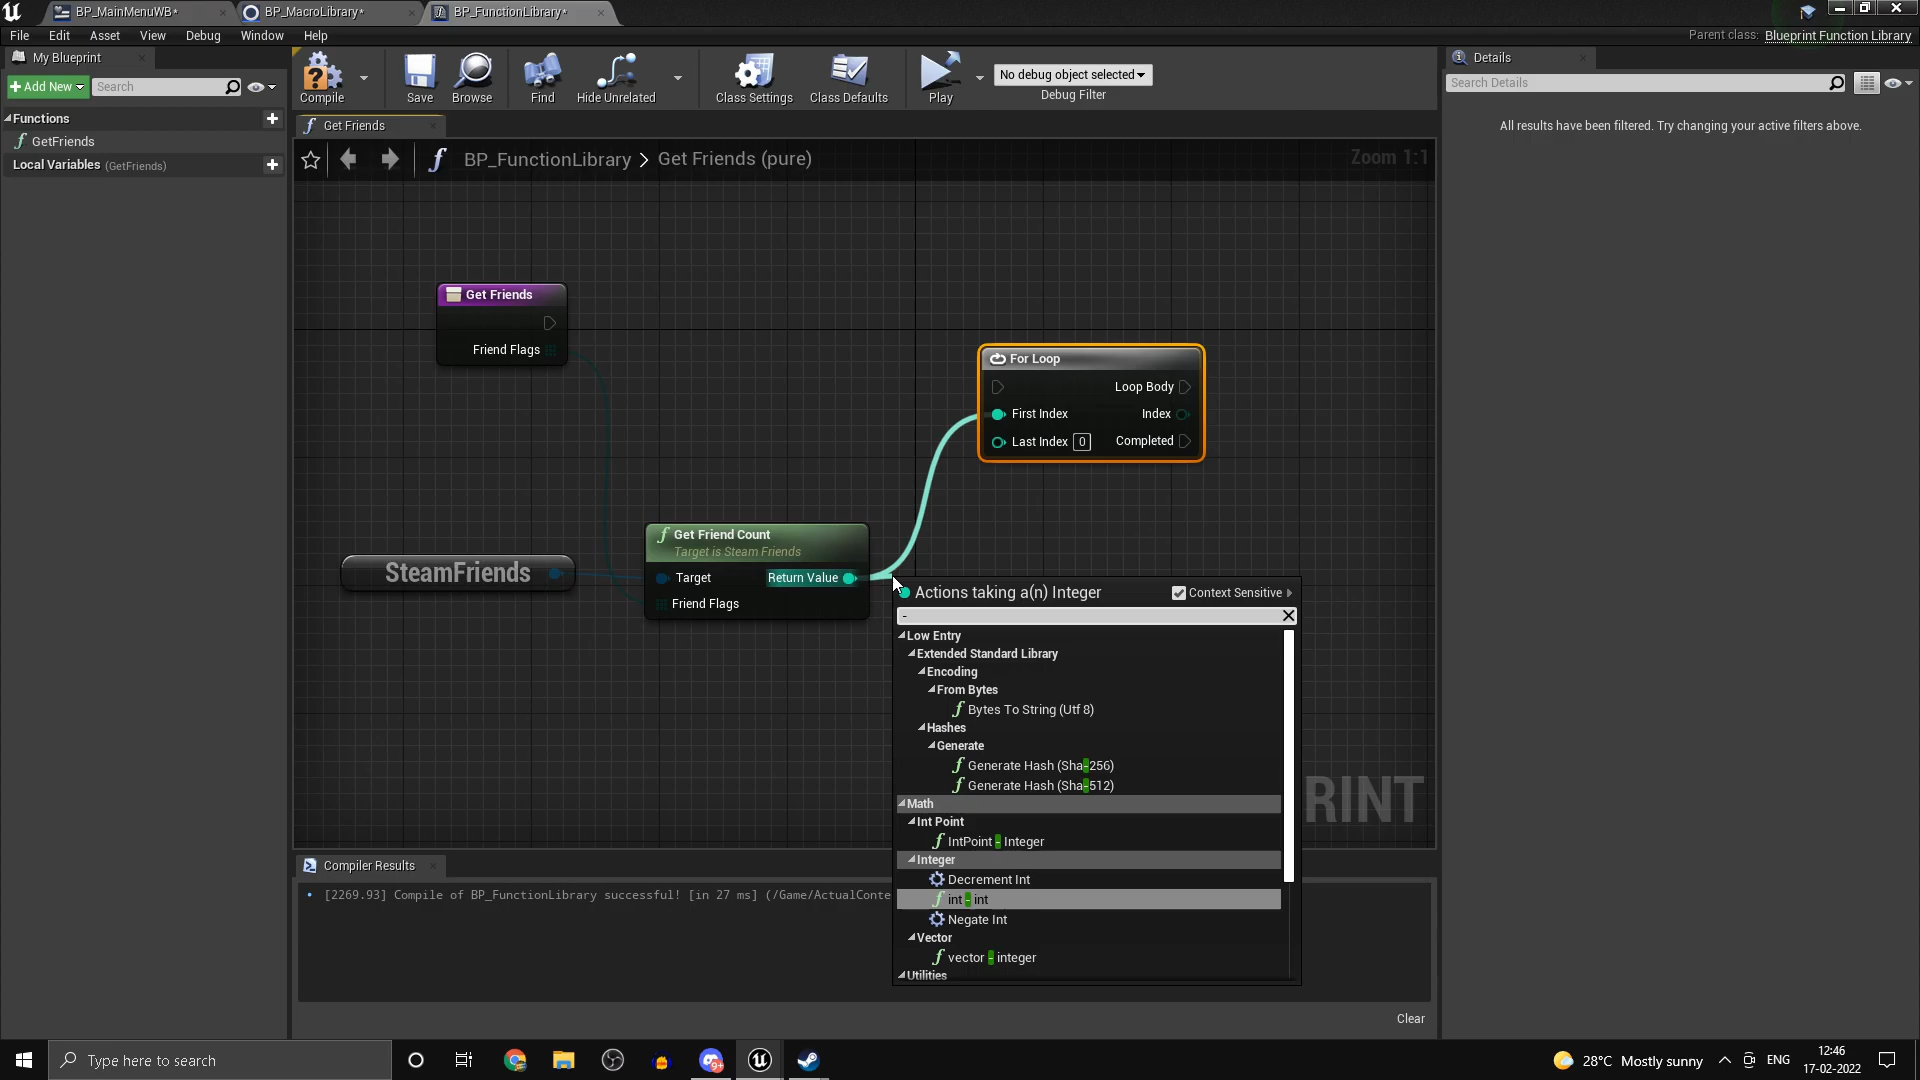 BP_MainMenuWB*
BP_MacroLibrary*
BP_FunctionLibrary*
File Edit Asset View Debug Window Help
Parent class: Blueprint Function Library
My Blueprint
Add New
Search
Functions
GetFriends
Local Variables (GetFriends)
Compile
Save
Browse
Find
Hide Unrelated
Class Settings
Class Defaults
Play
No debug object selected
Debug Filter
Details
Search Details
All results have been filtered. Try changing your active filters above.
Get Friends
BP_FunctionLibrary > Get Friends (pure)
Zoom 1:1
Get Friends
Friend Flags
For Loop
Loop Body
First Index
Index
Last Index 0
Completed
SteamFriends
Get Friend Count
Target is Steam Friends
Target
Return Value
Friend Flags
Actions taking a(n) Integer
Context Sensitive
-
Low Entry
Extended Standard Library
Encoding
From Bytes
Bytes To String (Utf 8)
Hashes
Generate
Generate Hash (Sha-256)
Generate Hash (Sha-512)
Math
Int Point
IntPoint - Integer
Integer
Decrement Int
int - int
Negate Int
Vector
vector - integer
Utilities
RINT
Compiler Results
[2269.93] Compile of BP_FunctionLibrary successful! [in 27 ms] (/Game/ActualConte
Clear
Type here to search
9+
28°C Mostly sunny
ENG
12:46
17-02-2022